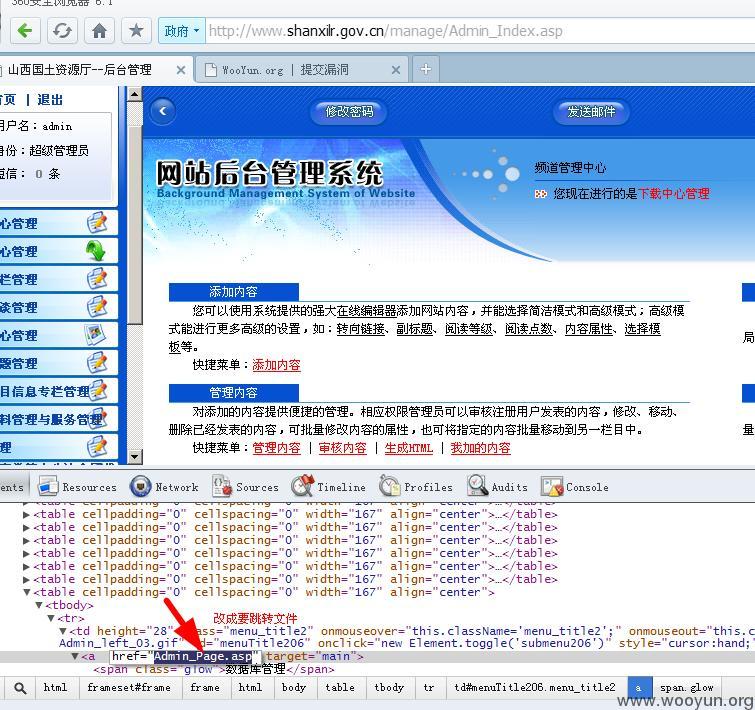 360安全浏览器 6.1
政府 http://www.shanxilr.gov.cn/manage/Admin_Index.asp
山西国土资源厅--后台管理 WooYun.org | 提交漏洞
页 | 退出
用户名：admin
身份：超级管理员
短信： 0 条
修改密码 发送邮件
网站后台管理系统
Background Management System of Website
频道管理中心
您现在进行的是下载中心管理
心管理
心管理
栏管理
谈管理
心管理
题管理
目信息专栏管理
料管理与服务管理
理
添加内容
您可以使用系统提供的强大在线编辑器添加网站内容，并能选择简洁模式和高级模式；高级模
式能进行更多高级的设置，如：转向链接、副标题、阅读等级、阅读点数、内容属性、选择模
板等。
快捷菜单：添加内容
局
管理内容
对添加的内容提供便捷的管理。相应权限管理员可以审核注册用户发表的内容，修改、移动、
删除已经发表的内容，可批量修改内容的属性，也可将指定的内容批量移动到另一栏目中。
量
快捷菜单：管理内容 | 审核内容 | 生成HTML | 我加的内容
ents Resources Network Sources Timeline Profiles Audits Console
<table cellpadding="0" cellspacing="0" width="167" align="center">…</table>
<table cellpadding="0" cellspacing="0" width="167" align="center">…</table>
<table cellpadding="0" cellspacing="0" width="167" align="center">…</table>
<table cellpadding="0" cellspacing="0" width="167" align="center">…</table>
<table cellpadding="0" cellspacing="0" width="167" align="center">…</table>
<table cellpadding="0" cellspacing="0" width="167" align="center">…</table>
<table cellpadding="0" cellspacing="0" width="167" align="center">
<tbody>
<tr> 改成要跳转文件
<td height="28" class="menu_title2" onmouseover="this.className='menu_title2';" onmouseout="this.c
Admin_left_03.gif" id="menuTitle206" onclick="new Element.toggle('submenu206')" style="cursor:hand;"
<a href="Admin_Page.asp" target="main">
<span class="glow">数据库管理</span>
html frameset#frame frame html body table tbody tr td#menuTitle206.menu_title2 a span.glow
www.wooyun.org